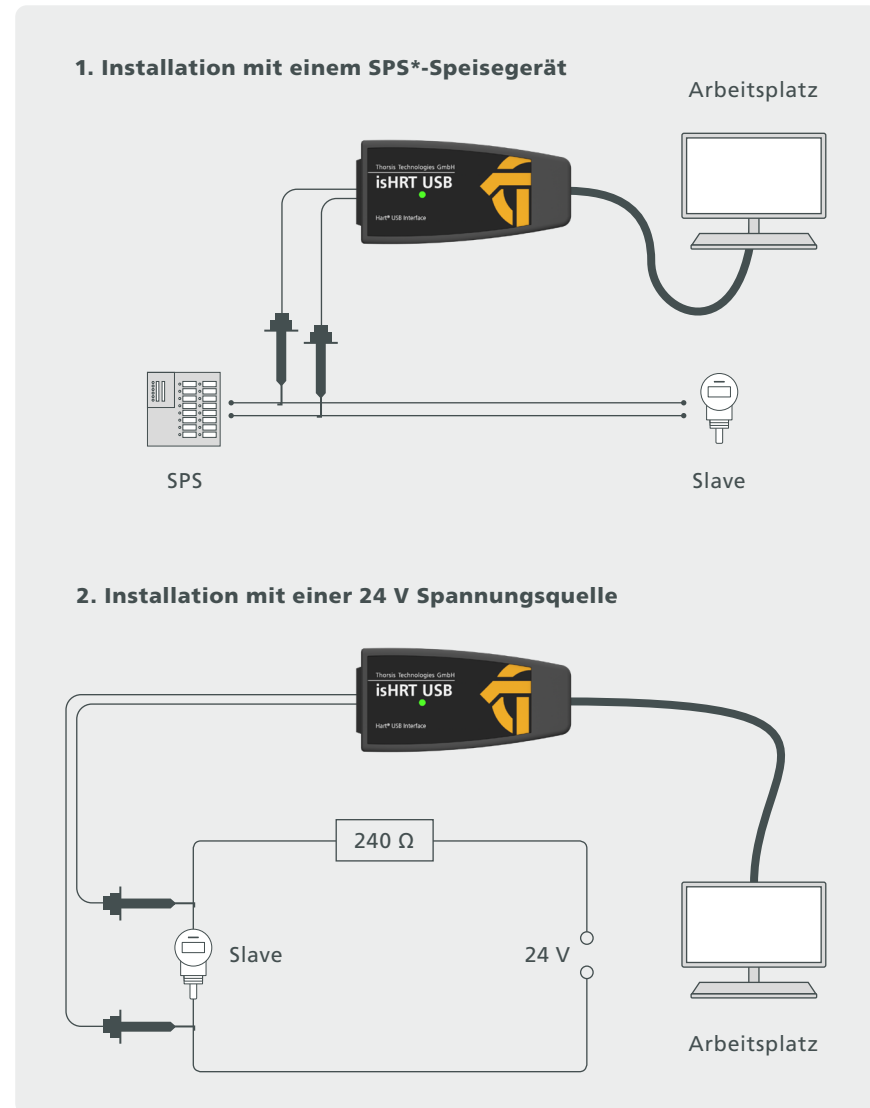 1. Installation mit einem SPS*-Speisegerät
Arbeitsplatz
Thorsis Technologies GmbH
isHRT USB
Hart® USB Interface
SPS
Slave
2. Installation mit einer 24 V Spannungsquelle
Thorsis Technologies GmbH
isHRT USB
Hart® USB Interface
240 Ω
Slave
24 V
Arbeitsplatz